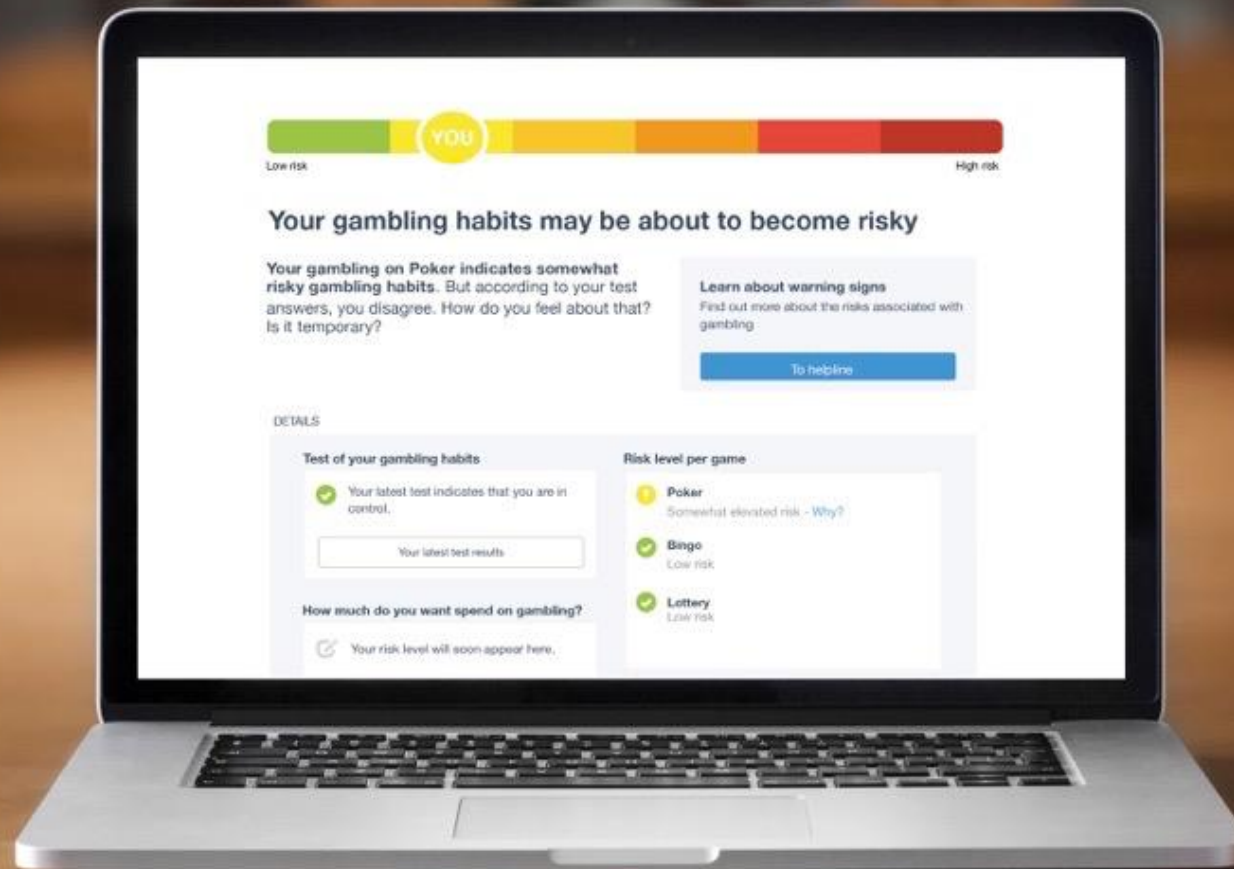 YOU
Low risk
High risk
Your gambling habits may be about to become risky
Your gambling on Poker indicates somewhat
risky gambling habits. But according to your test
answers, you disagree. How do you feel about that?
Is it temporary?
Learn about warning signs
Find out more about the risks associated with
gambling
To helpline
DETAILS
Test of your gambling habits
Your latest test indicates that you are in
control.
Your latest test results
How much do you want spend on gambling?
Your risk level will soon appear here.
Risk level per game
Poker
Somewhat elevated risk - Why?
Bingo
Low risk
Lottery
Low risk